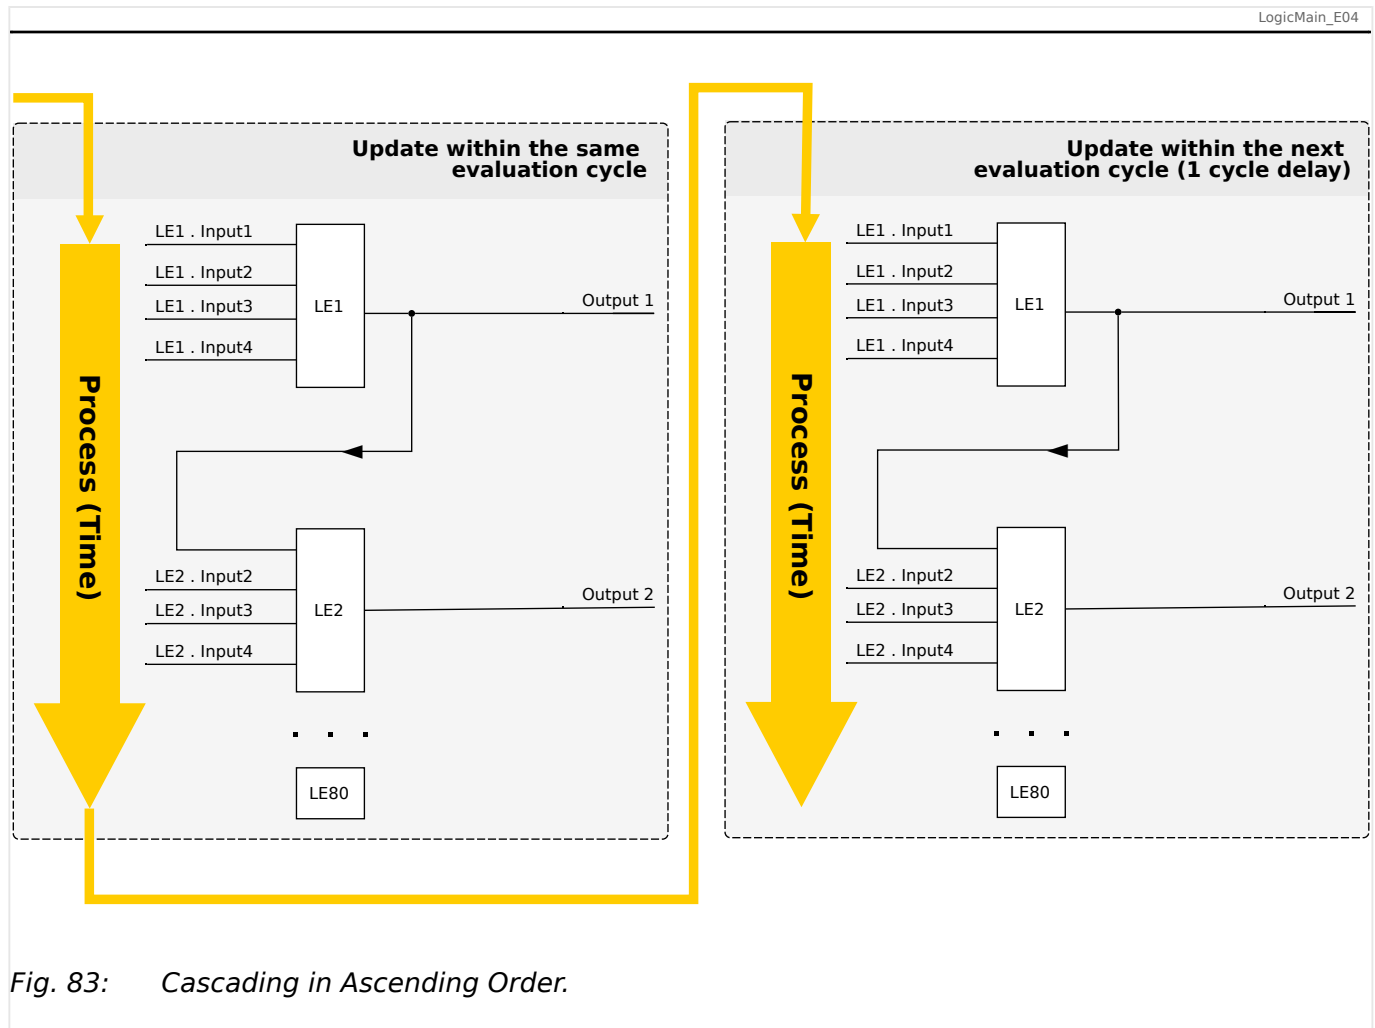 LogicMain_E04
Update within the same
evaluation cycle
LE1 . Input1
LE1 . Input2
LE1 . Input3
LE1 . Input4
LE1
Output 1
Process (Time)
LE2 . Input2
LE2 . Input3
LE2 . Input4
LE2
Output 2
. . .
LE80
Update within the next
evaluation cycle (1 cycle delay)
LE1 . Input1
LE1 . Input2
LE1 . Input3
LE1 . Input4
LE1
Output 1
Process (Time)
LE2 . Input2
LE2 . Input3
LE2 . Input4
LE2
Output 2
. . .
LE80
Fig. 83: Cascading in Ascending Order.